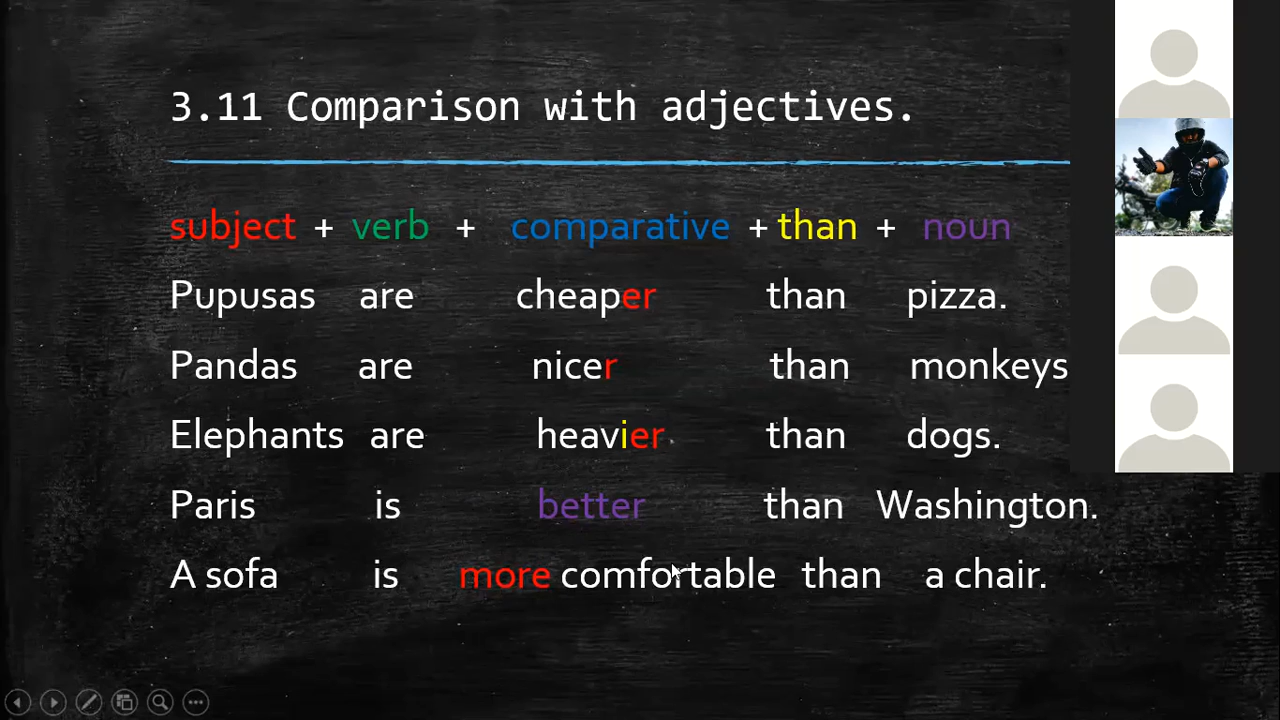 3.11 Comparison with adjectives.
subject + verb + comparative + than + noun
Pupusas are cheaper than pizza.
Pandas are nicer than monkeys
Elephants are heavier than dogs.
Paris is better than Washington.
A sofa is more comfortable than a chair.